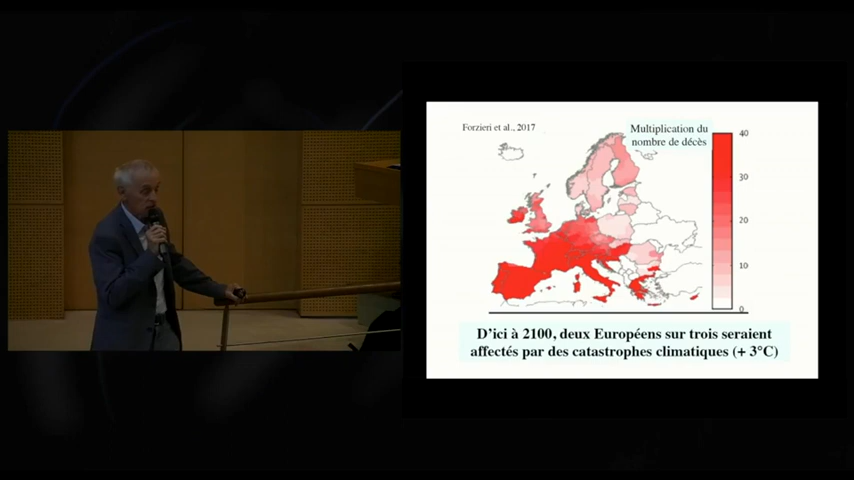 Forzieri et al., 2017
Multiplication du
nombre de décès
40
30
20
10
0
D'ici à 2100, deux Européens sur trois seraient
affectés par des catastrophes climatiques (+ 3°C)